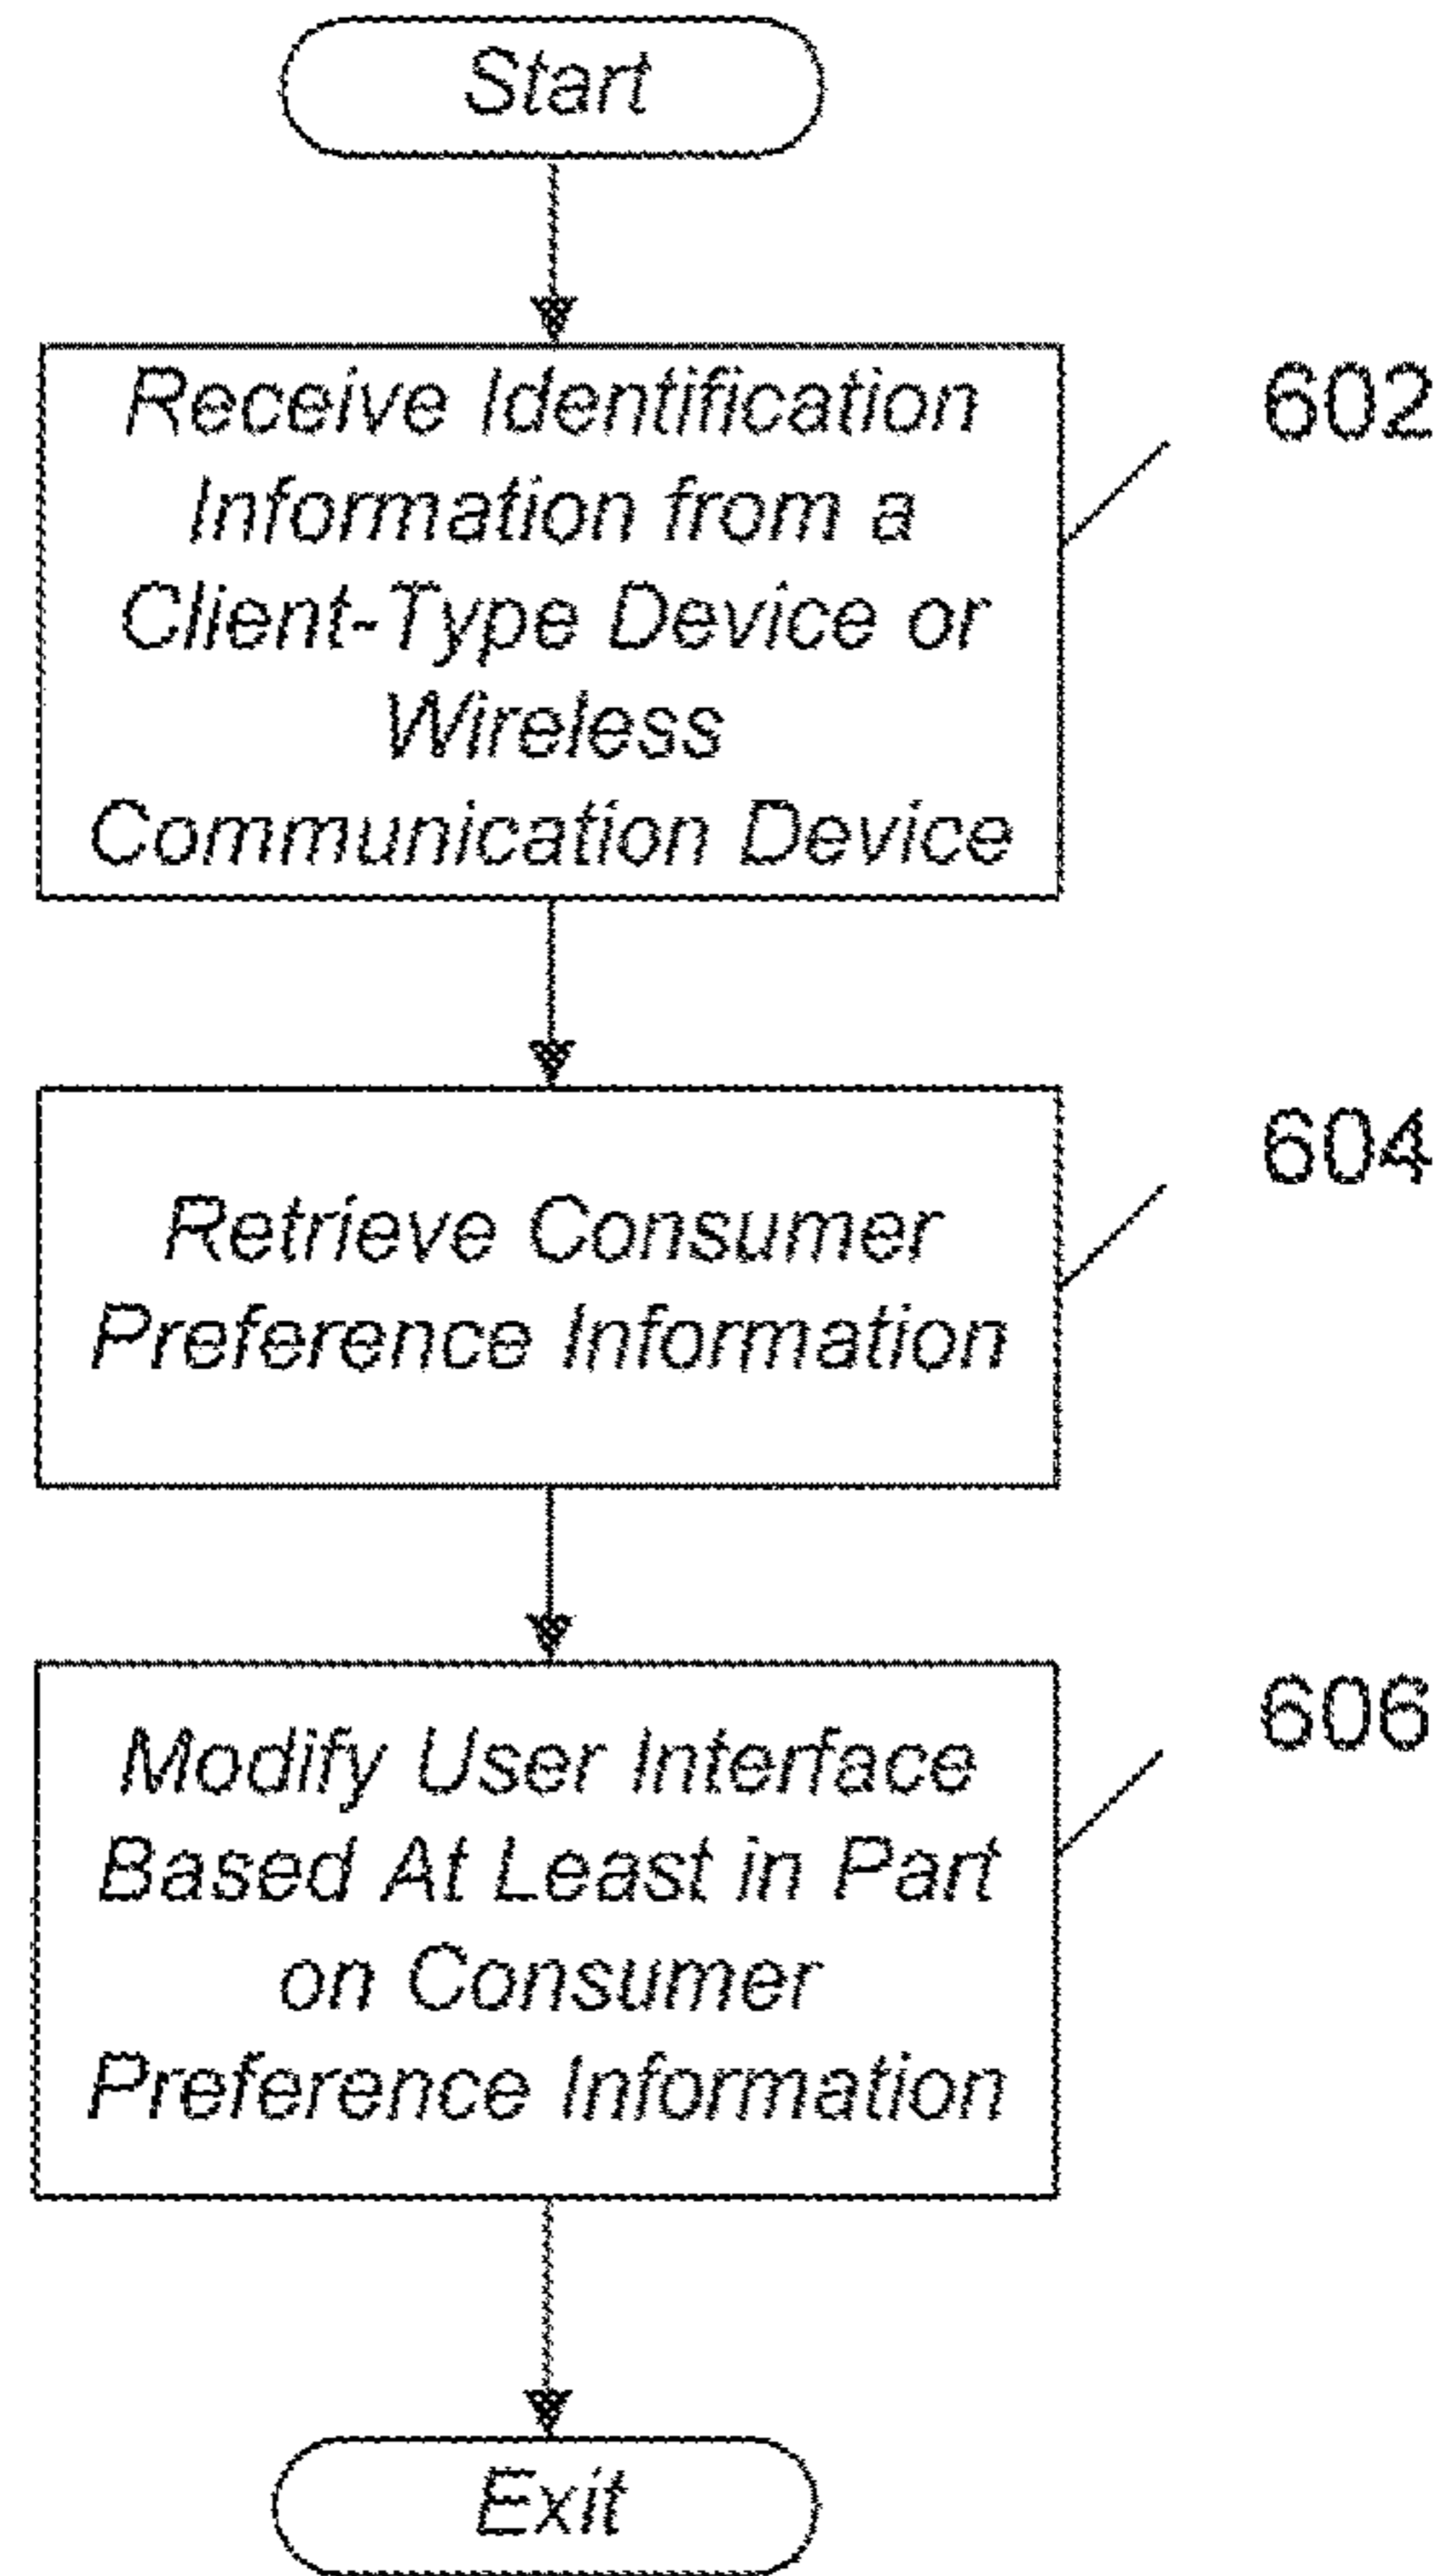 Start
Receive Identification
Information from a
Client-Type Device or
Wireless
Communication Device
602
Retrieve Consumer
Preference Information
604
Modify User Interface
Based At Least in Part
on Consumer
Preference Information
606
Exit